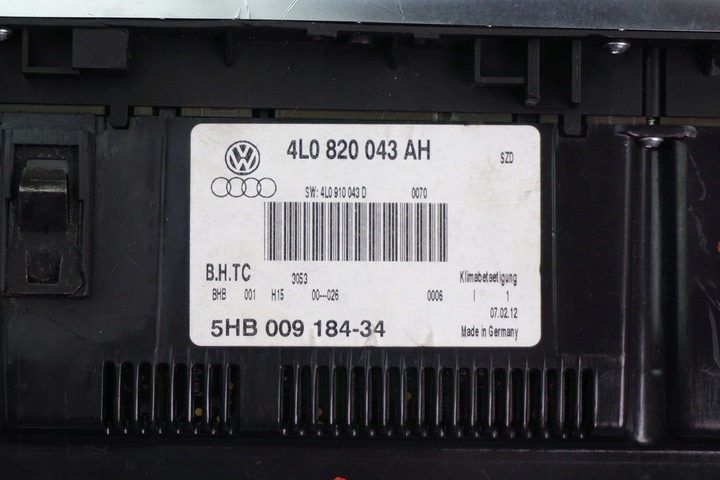 4L0 820 043 AH
SZD
SW: 4L0 910 043 D 0070
B.H.TC 3053 Klimabetaetigung
BHB 001 H15 00---026 0006 I 1
07.02.12
5HB 009 184-34 Made in Germany